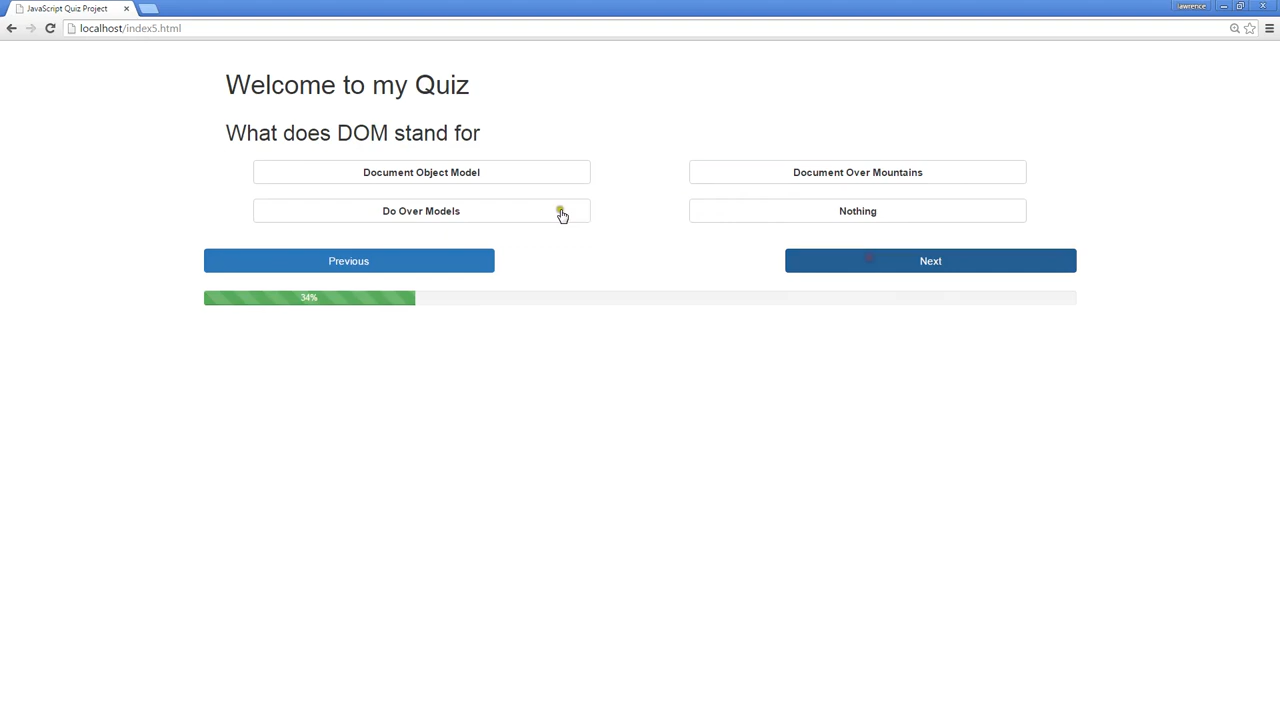 JavaScript Quiz Project
lawrence
localhost/index5.html
Welcome to my Quiz
What does DOM stand for
Document Object Model
Document Over Mountains
Do Over Models
Nothing
Previous
Next
34%